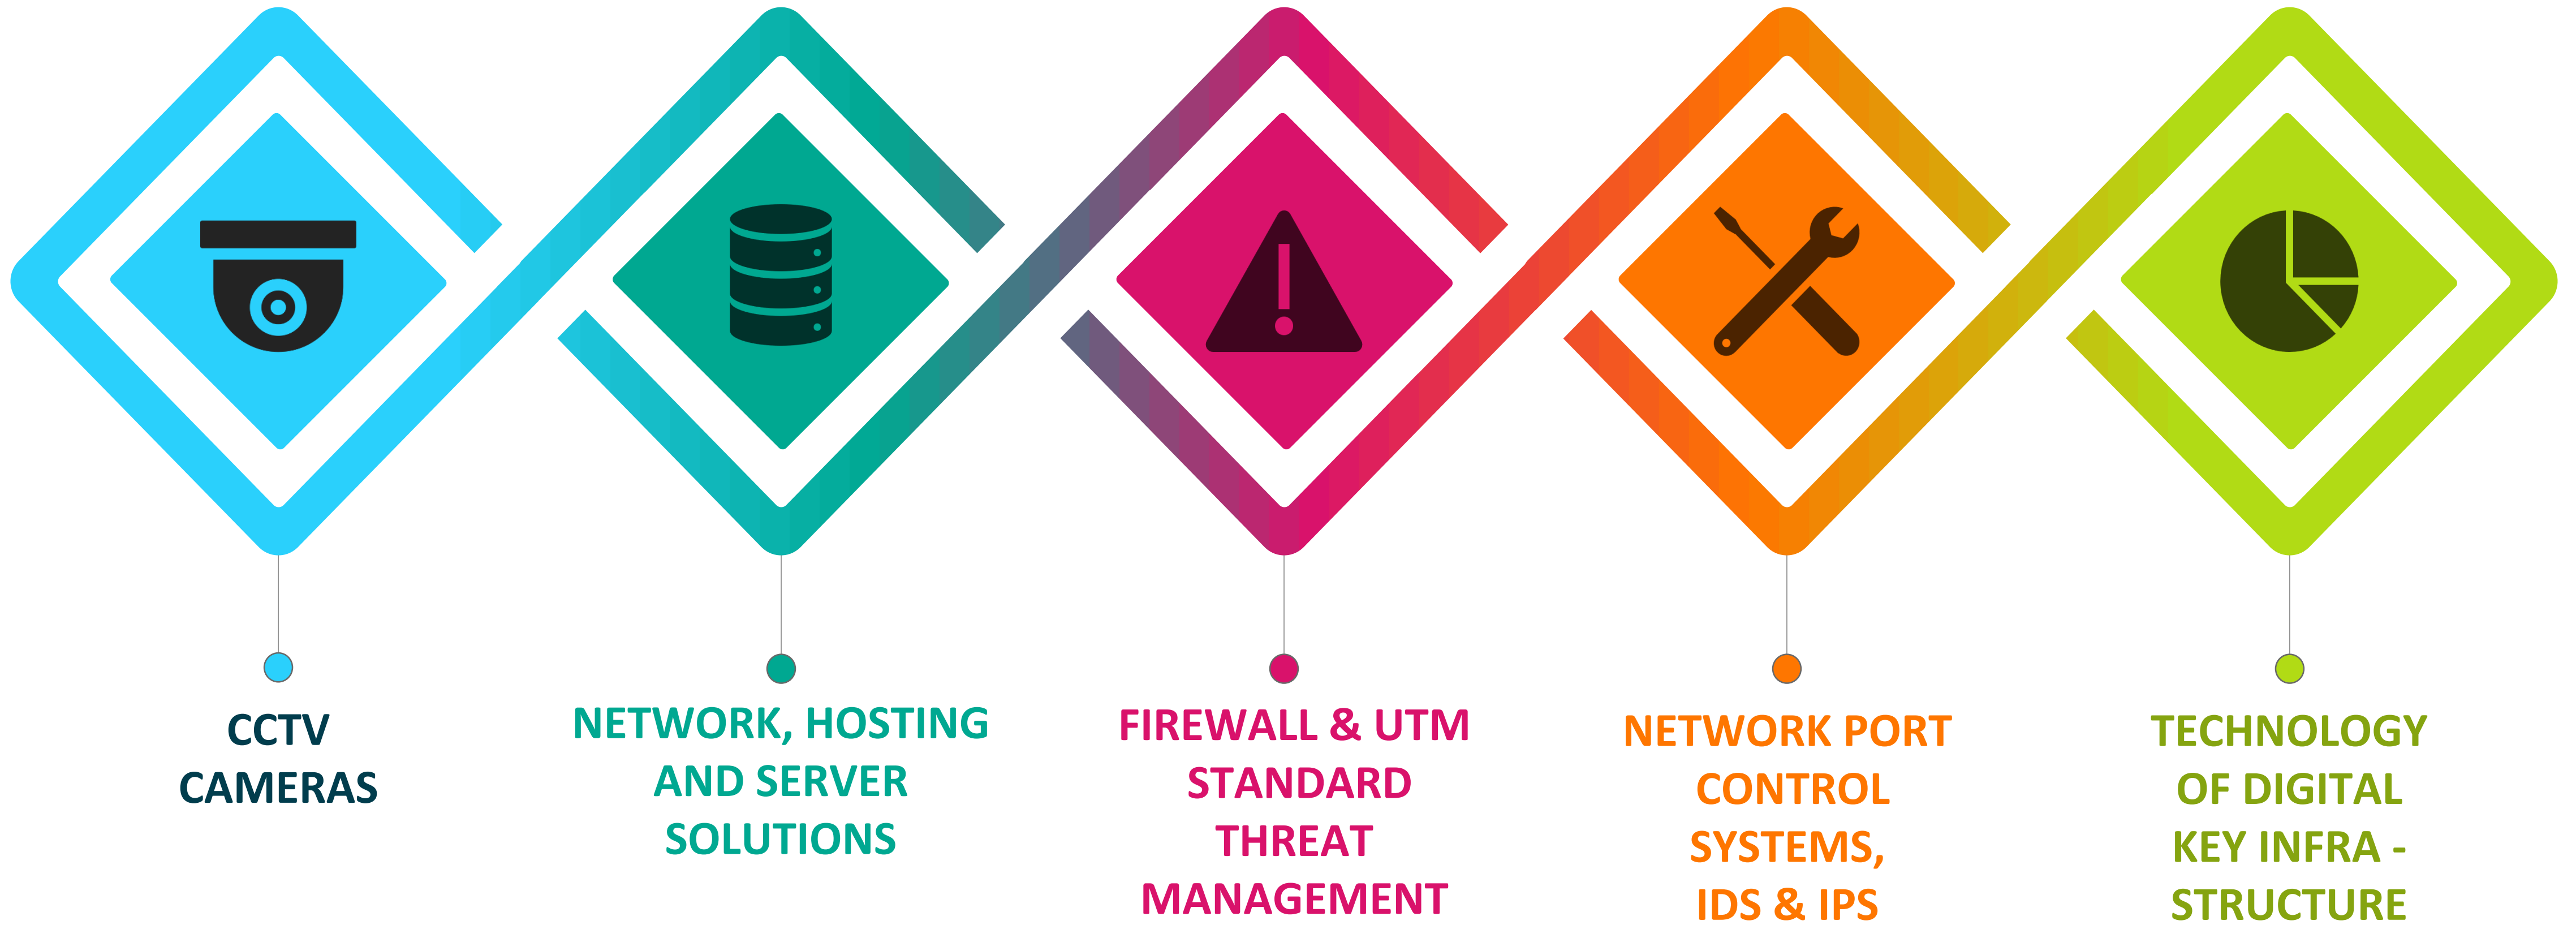 CCTV
CAMERAS
NETWORK, HOSTING
AND SERVER
SOLUTIONS
FIREWALL & UTM
STANDARD
THREAT
MANAGEMENT
NETWORK PORT
CONTROL
SYSTEMS,
IDS & IPS
TECHNOLOGY
OF DIGITAL
KEY INFRA -
STRUCTURE